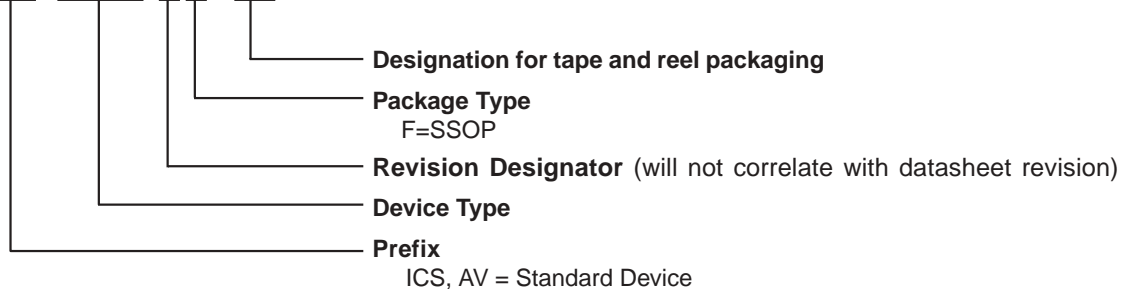 Designation for tape and reel packaging
Package Type
F=SSOP
Revision Designator (will not correlate with datasheet revision)
Device Type
Prefix
ICS, AV = Standard Device